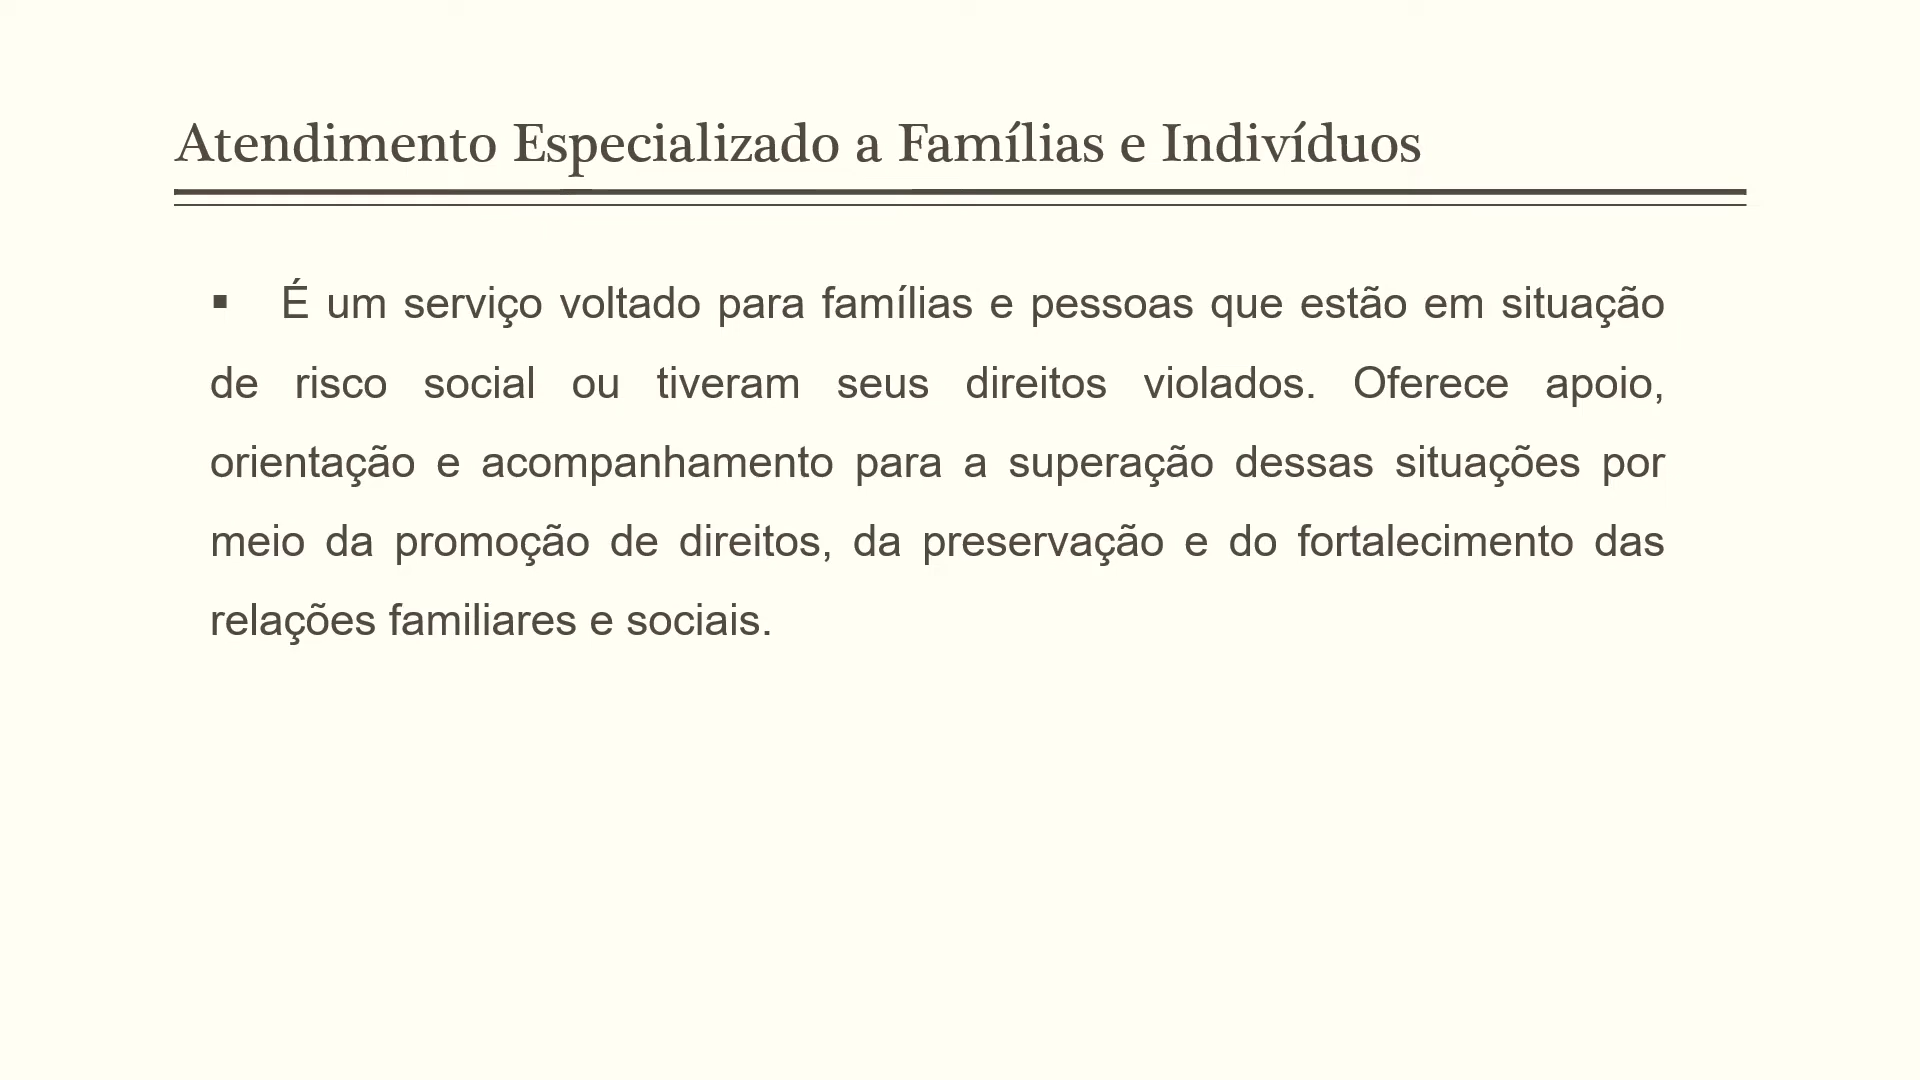 Atendimento Especializado a Famílias e Indivíduos
▪ É um serviço voltado para famílias e pessoas que estão em situação
de risco social ou tiveram seus direitos violados. Oferece apoio,
orientação e acompanhamento para a superação dessas situações por
meio da promoção de direitos, da preservação e do fortalecimento das
relações familiares e sociais.